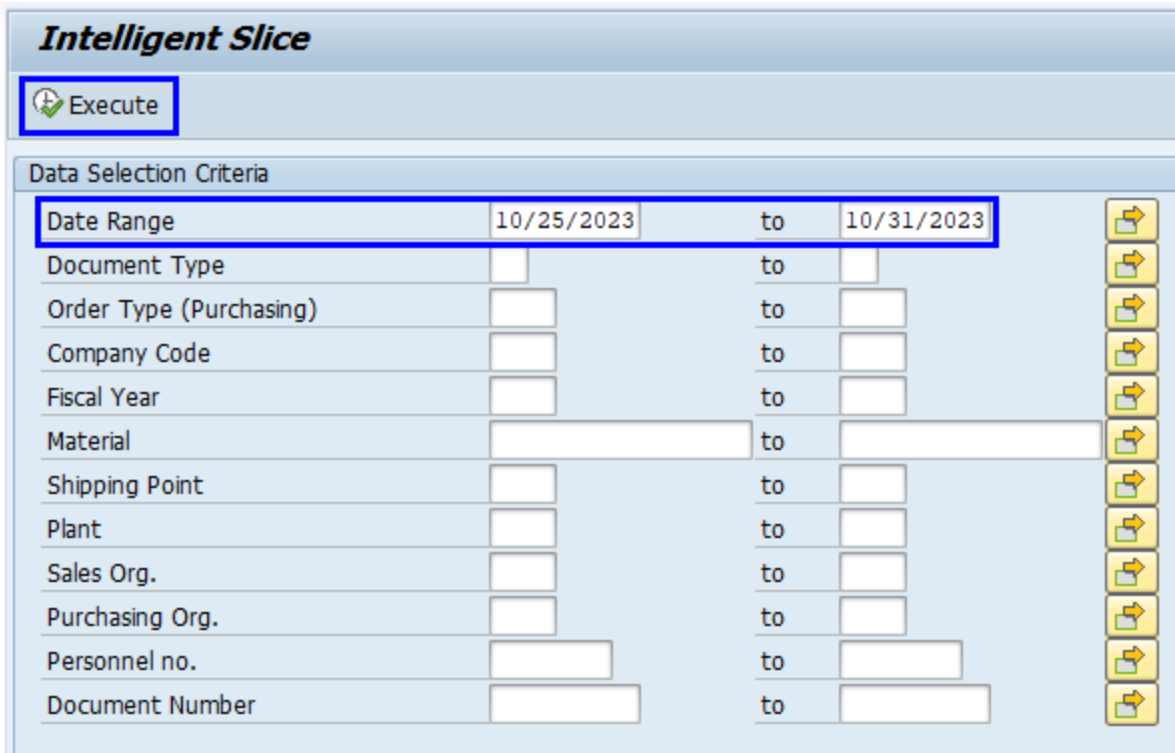 Intelligent Slice
Execute
Data Selection Criteria
Date Range 10/25/2023 to 10/31/2023
Document Type to
Order Type (Purchasing) to
Company Code to
Fiscal Year to
Material to
Shipping Point to
Plant to
Sales Org. to
Purchasing Org. to
Personnel no. to
Document Number to